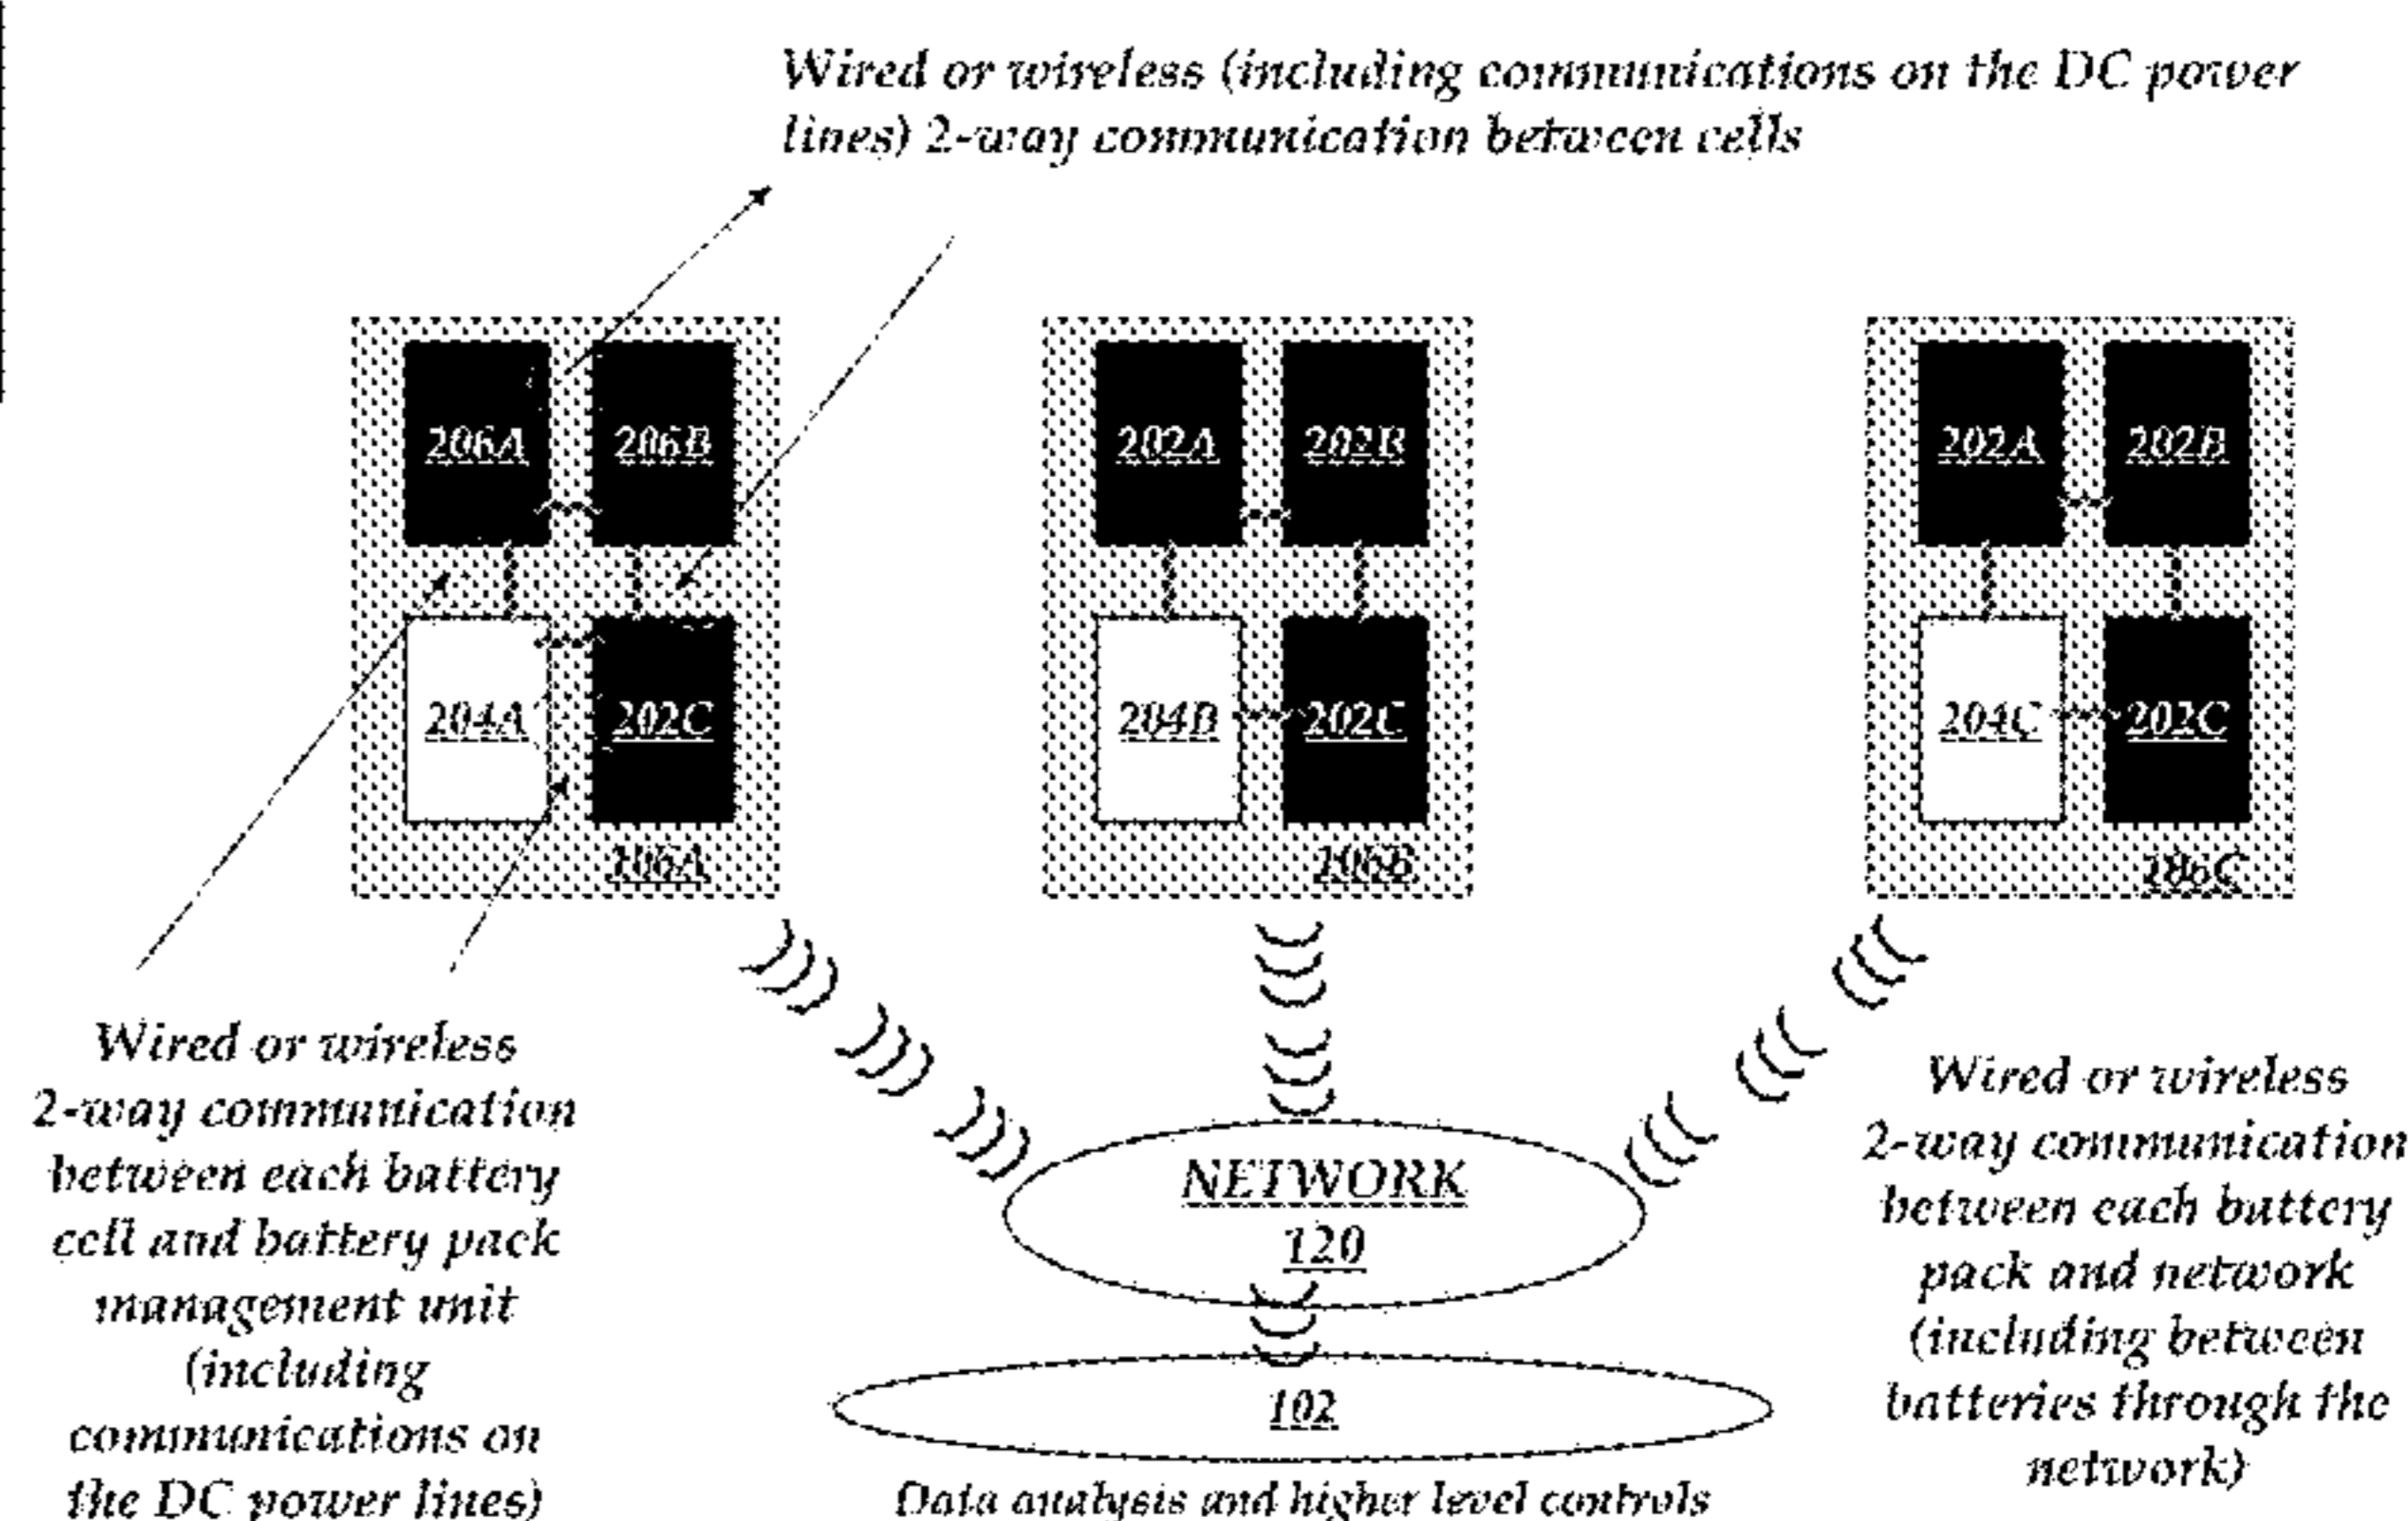 Wired or wireless (including communications on the DC power
lines) 2-way communication between cells
206A 206B 202A 202B 202A 202B
204A 202C 204B 202C 204C 202C
106A 106B 106C
Wired or wireless
2-way communication
between each battery
cell and battery pack
management unit
(including
communications on
the DC power lines)
NETWORK
120
102
Data analysis and higher level controls
Wired or wireless
2-way communication
between each battery
pack and network
(including between
batteries through the
network)